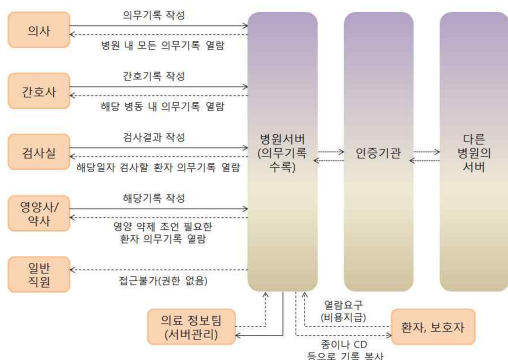 의사
의무기록 작성
병원 내 모든 의무기록 열람
간호사
간호기록 작성
해당 병동 내 의무기록 열람
검사실
검사결과 작성
해당일자 검사할 환자 의무기록 열람
영양사/
약사
해당기록 작성
영양 약제 조언 필요한
환자 의무기록 열람
일반
직원
접근불가(권한 없음)
병원서버
(의무기록
수록)
인증기관
다른
병원의
서버
의료 정보팀
(서버관리)
열람요구
(비용지급)
종이나 CD
등으로 기록 복사
환자, 보호자